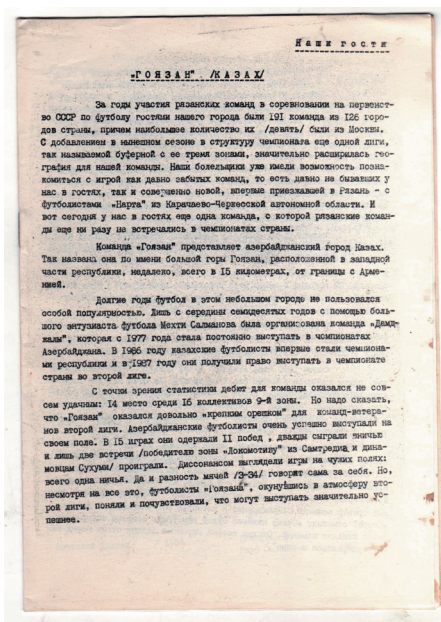 Наши гости
"ГОЯЗАН" /КАЗАХ/
За годы участия рязанских команд в соревновании на первенст-
во СССР по футболу гостями нашего города были 191 команда из 126 горо-
дов страны, причем наибольшее количество их /девять/ были из Москвы.
С добавлением в нынешнем сезоне в структуру чемпионата еще одной лиги,
так называемой буферной с ее тремя зонами, значительно расширилась гео-
графия для нашей команды. Наши болельщики уже имели возможность позна-
комиться с игрой как давно забытых команд, то есть давно не бывавших у
нас в гостях, так и совершенно новой, впервые приезжавшей в Рязань - с
футболистами "Нарта" из Карачаево-Черкесской автономной области. И
вот сегодня у нас в гостях еще одна команда, с которой рязанские коман-
ды еще ни разу не встречались в чемпионатах страны.
Команда "Гоязан" представляет азербайджанский город Казах.
Так названа она по имени большой горы Гоязан, расположенной в западной
части республики, недалеко, всего в 15 километрах, от границы с Арме-
нией.
Долгие годы футбол в этом небольшом городе не пользовался
особой популярностью. Лишь с середины семидесятых годов с помощью боль-
шого энтузиаста футбола Мехти Салманова была организована команда "Дамд-
жалы", которая с 1977 года стала постоянно выступать в чемпионатах
Азербайджана. В 1986 году казахские футболисты впервые стали чемпиона-
ми республики и в 1987 году они получили право выступать в чемпионате
страны во второй лиге.
С точки зрения статистики дебют для команды оказался не сов-
сем удачным: 14 место среди 16 коллективов 9-й зоны. Но надо сказать,
что "Гоязан" оказался довольно "крепким орешком" для команд-ветера-
нов второй лиги. Азербайджанские футболисты очень успешно выступали на
своем поле. В 15 играх они одержали 11 побед , дважды сыграли вничью
и лишь две встречи /победителю зоны "Локомотиву" из Самтредиа и дина-
мовцам Сухуми/ проиграли. Диссонансом выглядели игры на чужих полях:
всего одна ничья. Да и разность мячей /3-34/ говорит сама за себя. Но,
несмотря на все это, футболисты "Гоязана", окунувшись в атмосферу вто-
рой лиги, поняли и почувствовали, что могут выступать значительно ус-
пешнее.